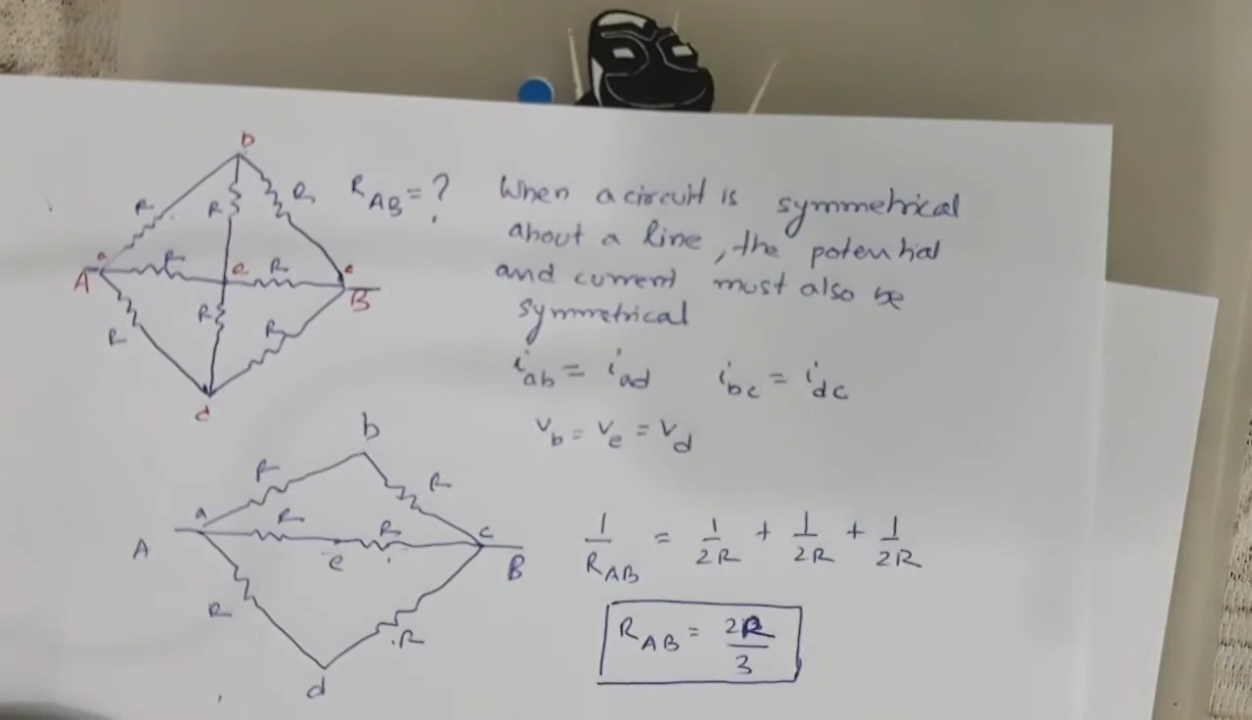 D
R R R
a
A R e R c B
R R R
d
R_AB = ?
When a circuit is symmetrical
about a line, the potential
and current must also be
symmetrical
i_ab = i_ad i_bc = i_dc
V_b = V_e = V_d
b
R R
A a R R c B
e
R R
d
1/R_AB = 1/2R + 1/2R + 1/2R
R_AB = 2R/3